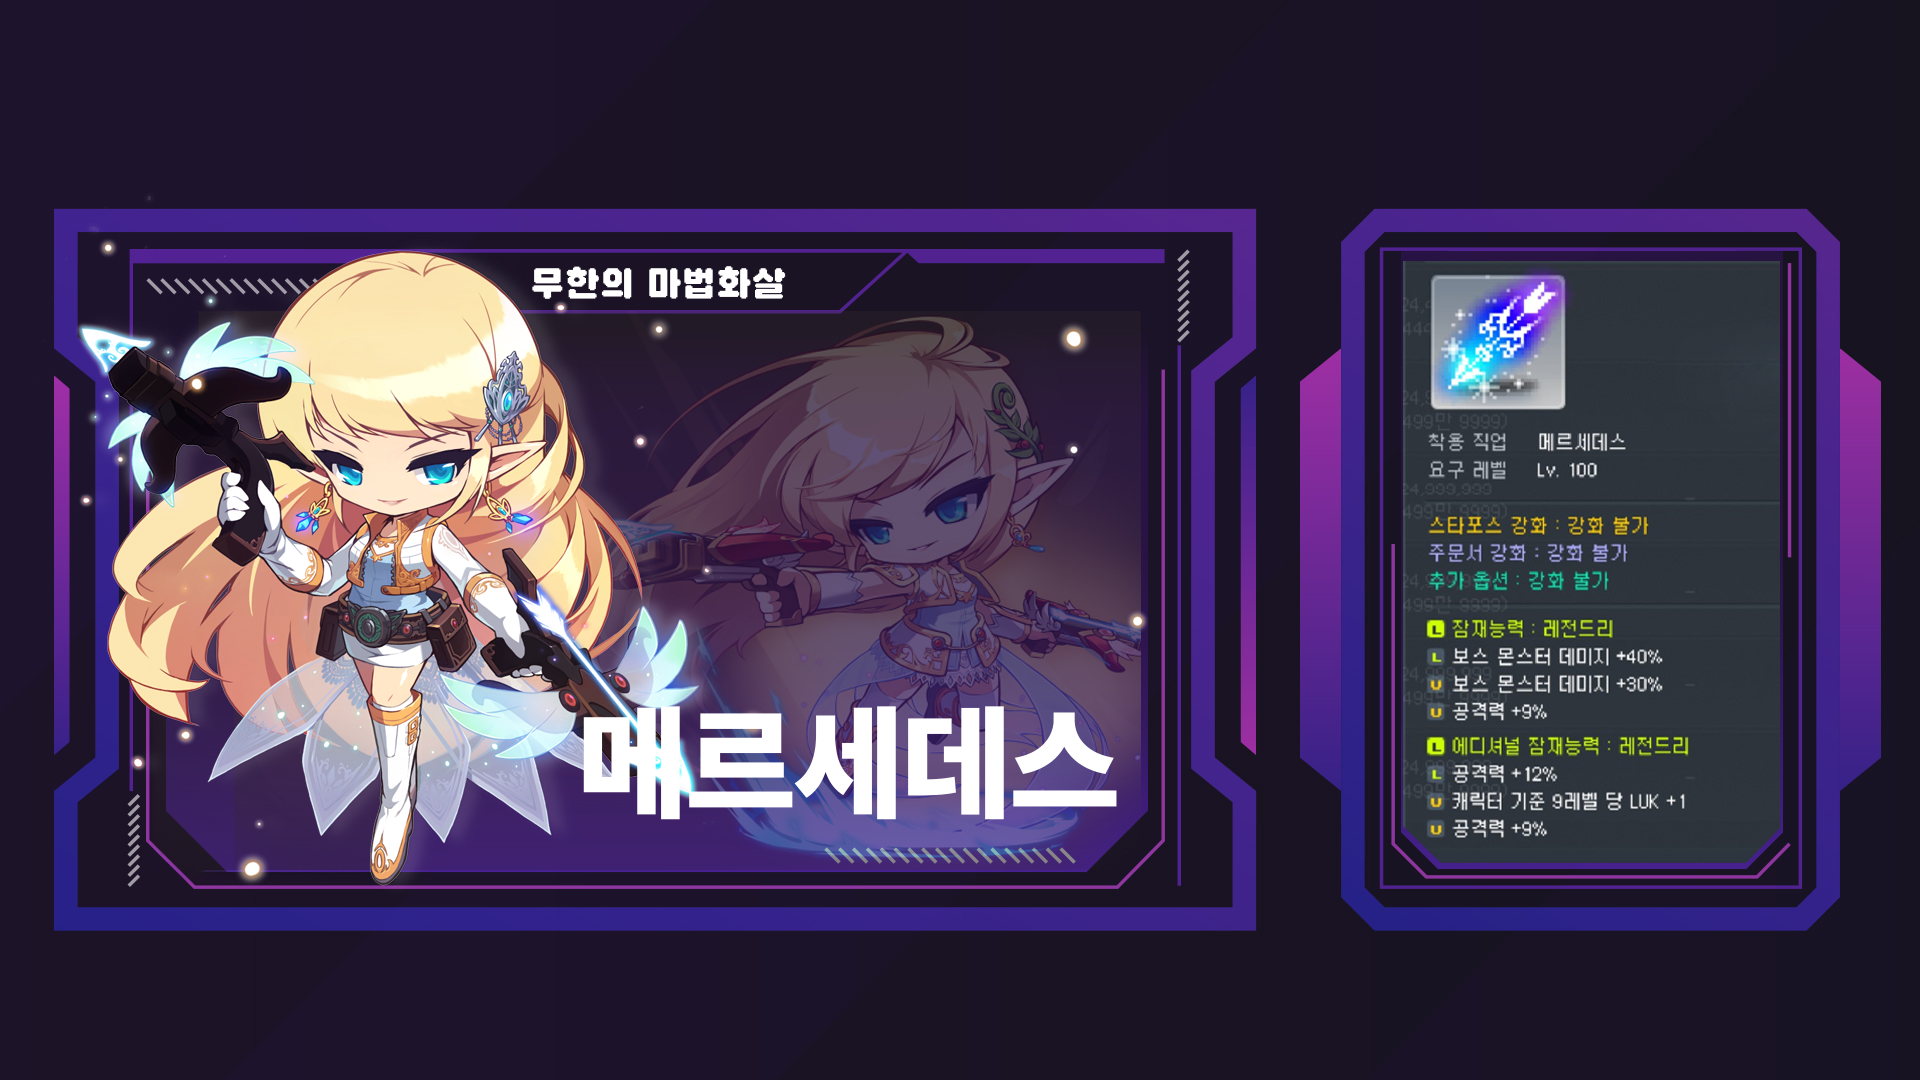 무한의 마법화살
메르세데스
착용 직업 메르세데스
요구 레벨 Lv. 100
스타포스 강화 : 강화 불가
주문서 강화 : 강화 불가
추가 옵션 : 강화 불가
L 잠재능력 : 레전드리
L 보스 몬스터 데미지 +40%
U 보스 몬스터 데미지 +30%
U 공격력 +9%
L 에디셔널 잠재능력 : 레전드리
L 공격력 +12%
U 캐릭터 기준 9레벨 당 LUK +1
U 공격력 +9%